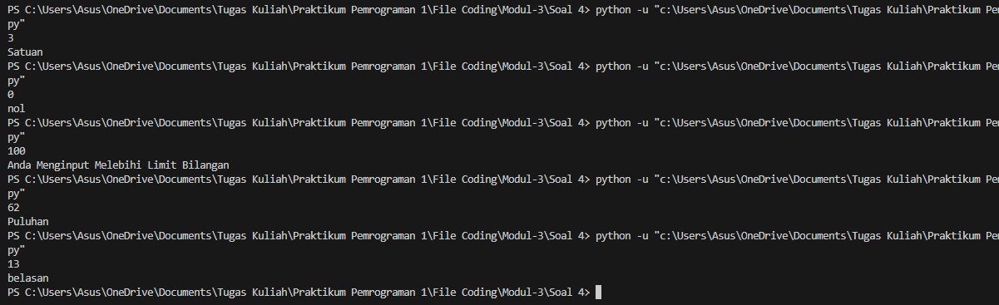 PS C:\Users\Asus\OneDrive\Documents\Tugas Kuliah\Praktikum Pemrograman 1\File Coding\Modul-3\Soal 4> python -u "c:\Users\Asus\OneDrive\Documents\Tugas Kuliah\Praktikum Pe
py"
3
Satuan
PS C:\Users\Asus\OneDrive\Documents\Tugas Kuliah\Praktikum Pemrograman 1\File Coding\Modul-3\Soal 4> python -u "c:\Users\Asus\OneDrive\Documents\Tugas Kuliah\Praktikum Pe
py"
0
nol
PS C:\Users\Asus\OneDrive\Documents\Tugas Kuliah\Praktikum Pemrograman 1\File Coding\Modul-3\Soal 4> python -u "c:\Users\Asus\OneDrive\Documents\Tugas Kuliah\Praktikum Pe
py"
100
Anda Menginput Melebihi Limit Bilangan
PS C:\Users\Asus\OneDrive\Documents\Tugas Kuliah\Praktikum Pemrograman 1\File Coding\Modul-3\Soal 4> python -u "c:\Users\Asus\OneDrive\Documents\Tugas Kuliah\Praktikum Pe
py"
62
Puluhan
PS C:\Users\Asus\OneDrive\Documents\Tugas Kuliah\Praktikum Pemrograman 1\File Coding\Modul-3\Soal 4> python -u "c:\Users\Asus\OneDrive\Documents\Tugas Kuliah\Praktikum Pe
py"
13
belasan
PS C:\Users\Asus\OneDrive\Documents\Tugas Kuliah\Praktikum Pemrograman 1\File Coding\Modul-3\Soal 4>